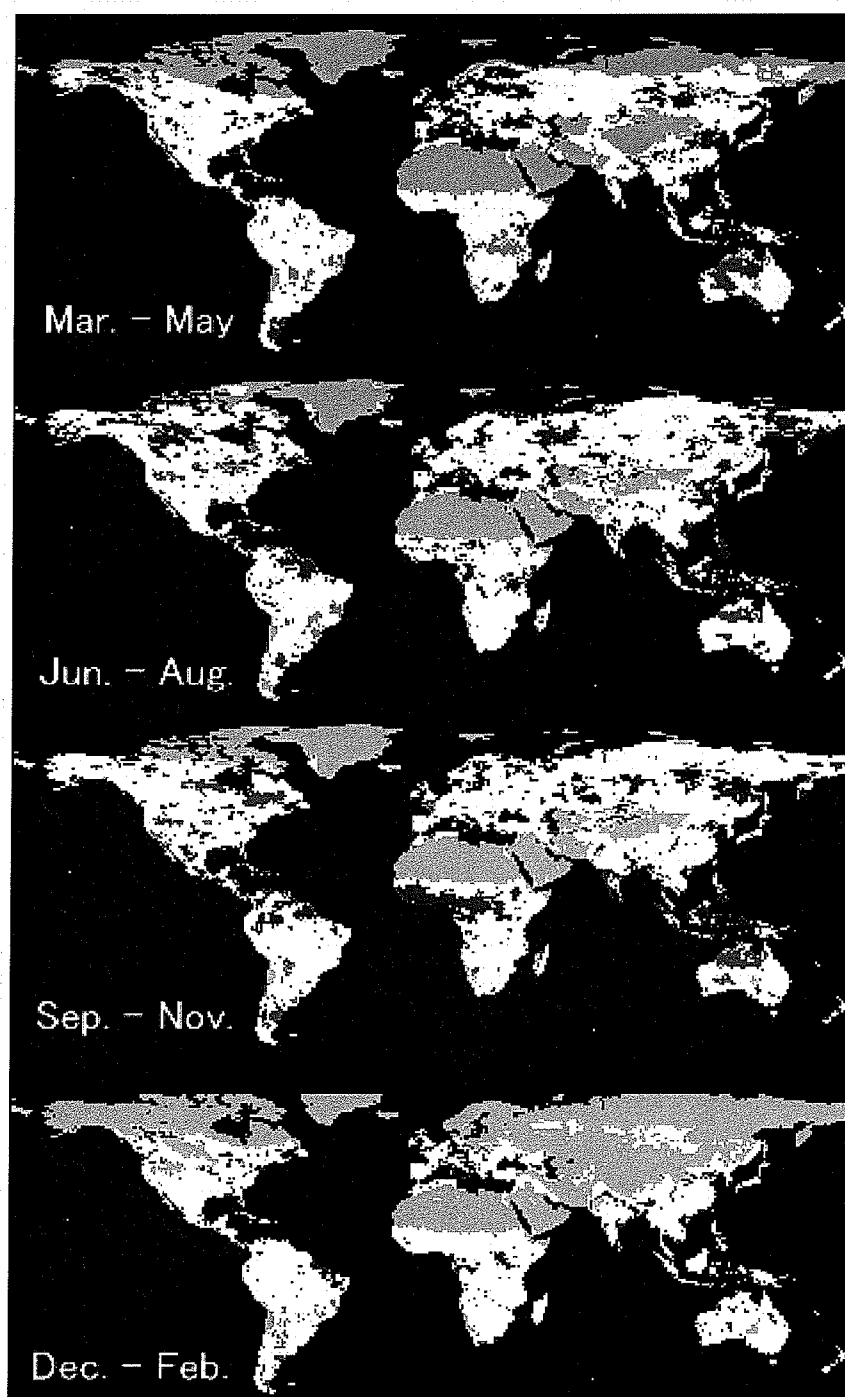 Mar. – May
Jun. – Aug.
Sep. – Nov.
Dec. – Feb.